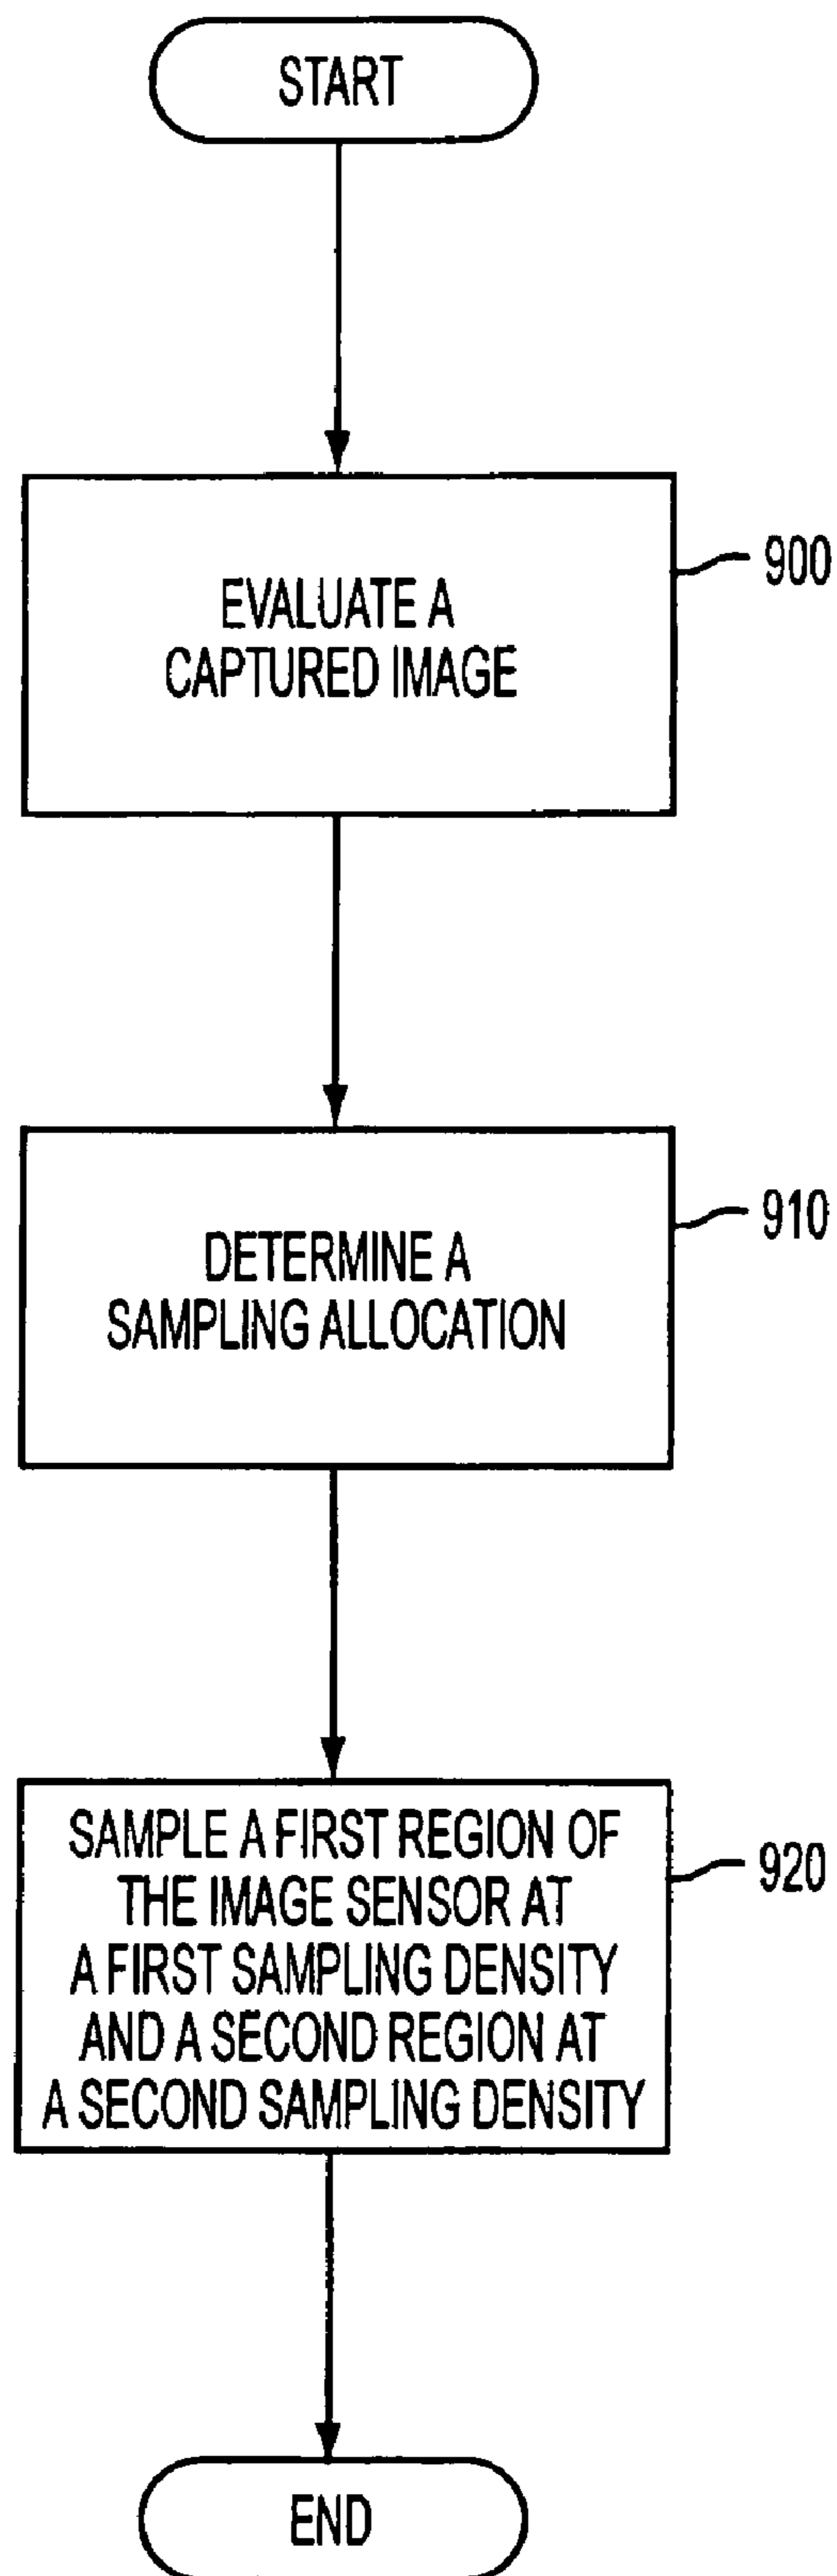 START
EVALUATE A
CAPTURED IMAGE
900
DETERMINE A
SAMPLING ALLOCATION
910
SAMPLE A FIRST REGION OF
THE IMAGE SENSOR AT
A FIRST SAMPLING DENSITY
AND A SECOND REGION AT
A SECOND SAMPLING DENSITY
920
END